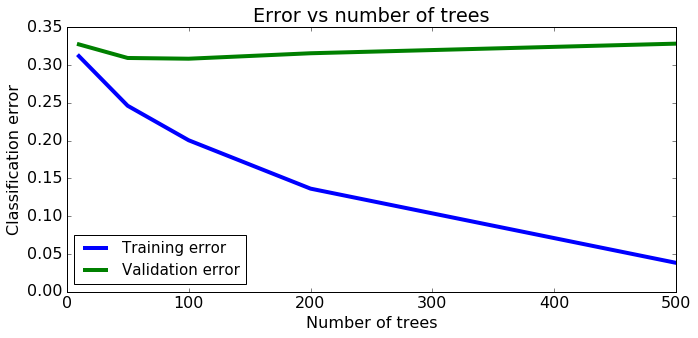 Error vs number of trees
Classification error
0.35
0.30
0.25
0.20
0.15
0.10
0.05
0.00
Training error
Validation error
0 100 200 300 400 500
Number of trees